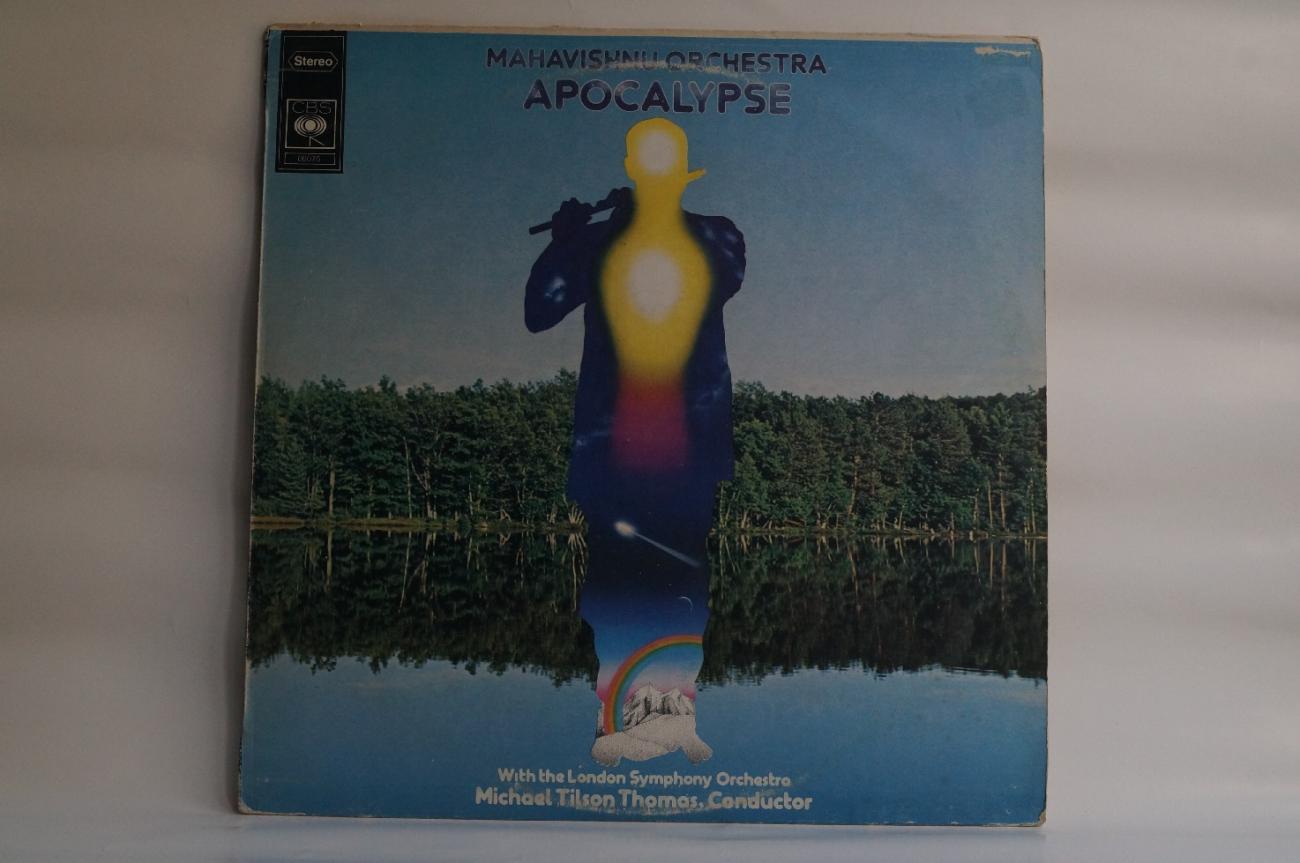 Stereo
CBS
MAHAVISHNU ORCHESTRA
APOCALYPSE
With the London Symphony Orchestra
Michael Tilson Thomas, Conductor